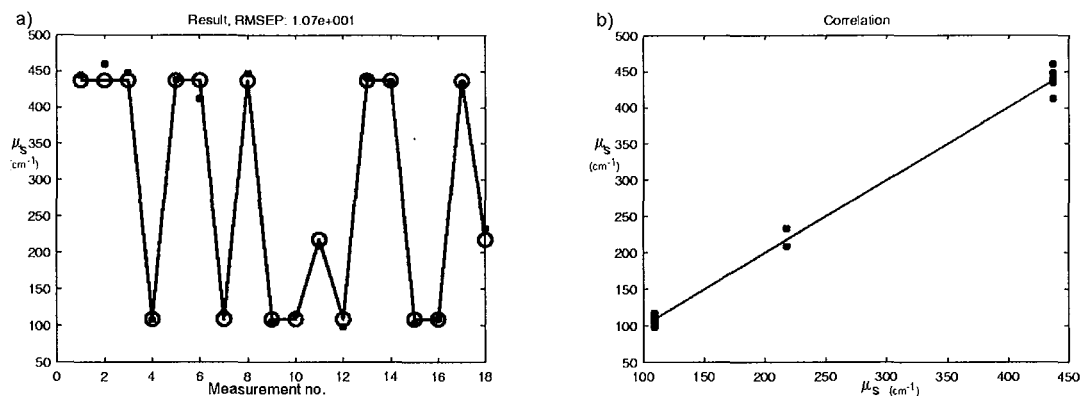 a)
Result, RMSEP: 1.07e+001
500
450
400
350
μs
(cm-1)
300
250
200
150
100
50
0 2 4 6 8 10 12 14 16 18
Measurement no.
b)
Correlation
500
450
400
350
μs
(cm-1)
300
250
200
150
100
50
100 150 200 250 300 350 400 450
μs (cm-1)